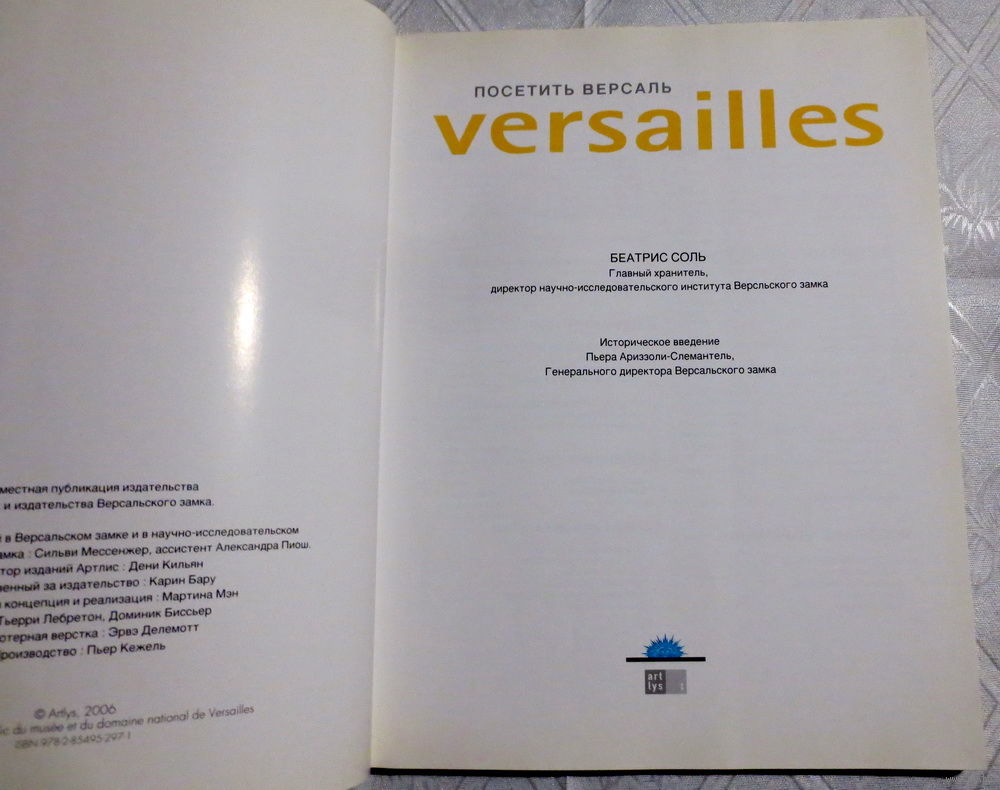 местная публикация издательства
и издательства Версальского замка.
в Версальском замке и в научно-исследовательском
амка : Сильви Мессенжер, ассистент Александра Пиош.
тор изданий Артлис : Дени Кильян
венный за издательство : Карин Бару
концепция и реализация : Мартина Мэн
Тьерри Лебретон, Доминик Биссьер
ютерная верстка : Эрвэ Делемотт
роизводство : Пьер Кежель
© Artlys, 2006
ic du musée et du domaine national de Versailles
ISBN 978-2-85495-297-1
ПОСЕТИТЬ ВЕРСАЛЬ
versailles
БЕАТРИС СОЛЬ
Главный хранитель,
директор научно-исследовательского института Версльского замка
Историческое введение
Пьера Ариззоли-Слемантель,
Генерального директора Версальского замка
art
lys